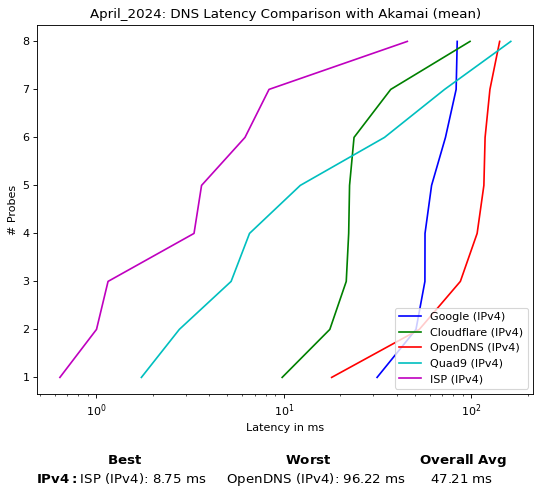 April_2024: DNS Latency Comparison with Akamai (mean)
8
7
6
5
4
3
2
1
# Probes
Google (IPv4)
Cloudflare (IPv4)
OpenDNS (IPv4)
Quad9 (IPv4)
ISP (IPv4)
10⁰ 10¹ 10²
Latency in ms
Best Worst Overall Avg
IPv4: ISP (IPv4): 8.75 ms OpenDNS (IPv4): 96.22 ms 47.21 ms